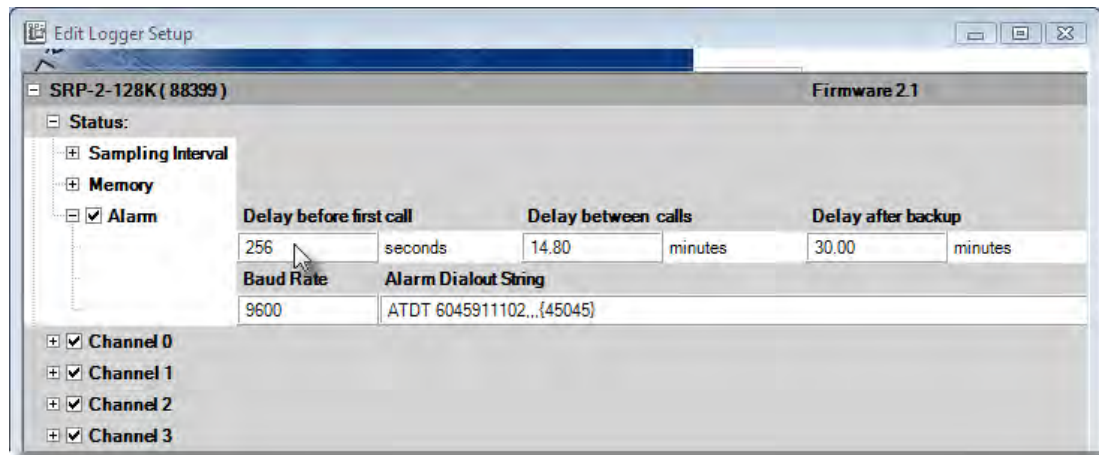 Edit Logger Setup
SRP-2-128K ( 88399 ) Firmware 2.1
Status:
Sampling Interval
Memory
Alarm Delay before first call Delay between calls Delay after backup
256 seconds 14.80 minutes 30.00 minutes
Baud Rate Alarm Dialout String
9600 ATDT 6045911102,,,{45045}
Channel 0
Channel 1
Channel 2
Channel 3